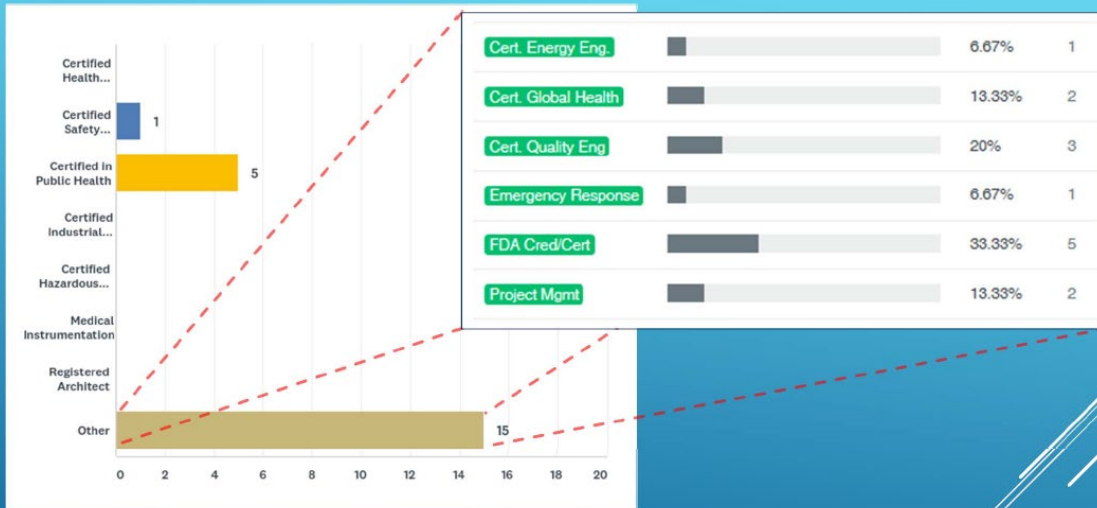 Certified
Health...
Certified
Safety...
1
Certified in
Public Health
5
Certified
Industrial...
Certified
Hazardous...
Medical
Instrumentation
Registered
Architect
Other
15
0 2 4 6 8 10 12 14 16 18 20
Cert. Energy Eng. 6.67% 1
Cert. Global Health 13.33% 2
Cert. Quality Eng 20% 3
Emergency Response 6.67% 1
FDA Cred/Cert 33.33% 5
Project Mgmt 13.33% 2